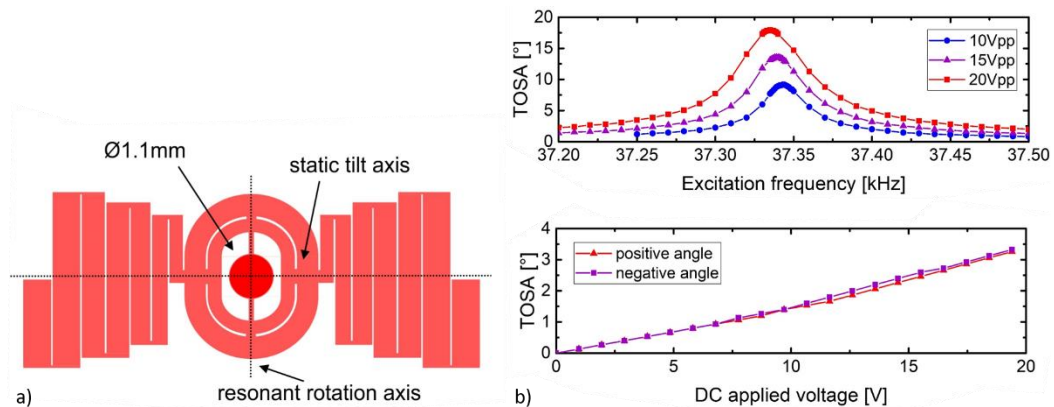 Ø1.1mm
static tilt axis
resonant rotation axis
a)
TOSA [°]
20
15
10
5
0
10Vpp
15Vpp
20Vpp
37.20 37.25 37.30 37.35 37.40 37.45 37.50
Excitation frequency [kHz]
TOSA [°]
4
3
2
1
0
positive angle
negative angle
0 5 10 15 20
DC applied voltage [V]
b)